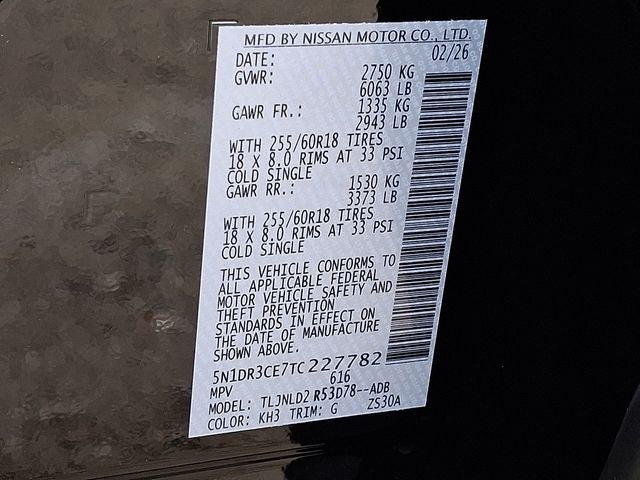 MFD BY NISSAN MOTOR CO., LTD.
DATE: 02/26
GVWR: 2750 KG
6063 LB
GAWR FR.: 1335 KG
2943 LB
WITH 255/60R18 TIRES
18 X 8.0 RIMS AT 33 PSI
COLD SINGLE
GAWR RR.: 1530 KG
3373 LB
WITH 255/60R18 TIRES
18 X 8.0 RIMS AT 33 PSI
COLD SINGLE
THIS VEHICLE CONFORMS TO
ALL APPLICABLE FEDERAL
MOTOR VEHICLE SAFETY AND
THEFT PREVENTION
STANDARDS IN EFFECT ON
THE DATE OF MANUFACTURE
SHOWN ABOVE.
5N1DR3CE7TC227782
MPV 616
MODEL: TLJNLD2 R53D78--ADB
COLOR: KH3 TRIM: G ZS30A